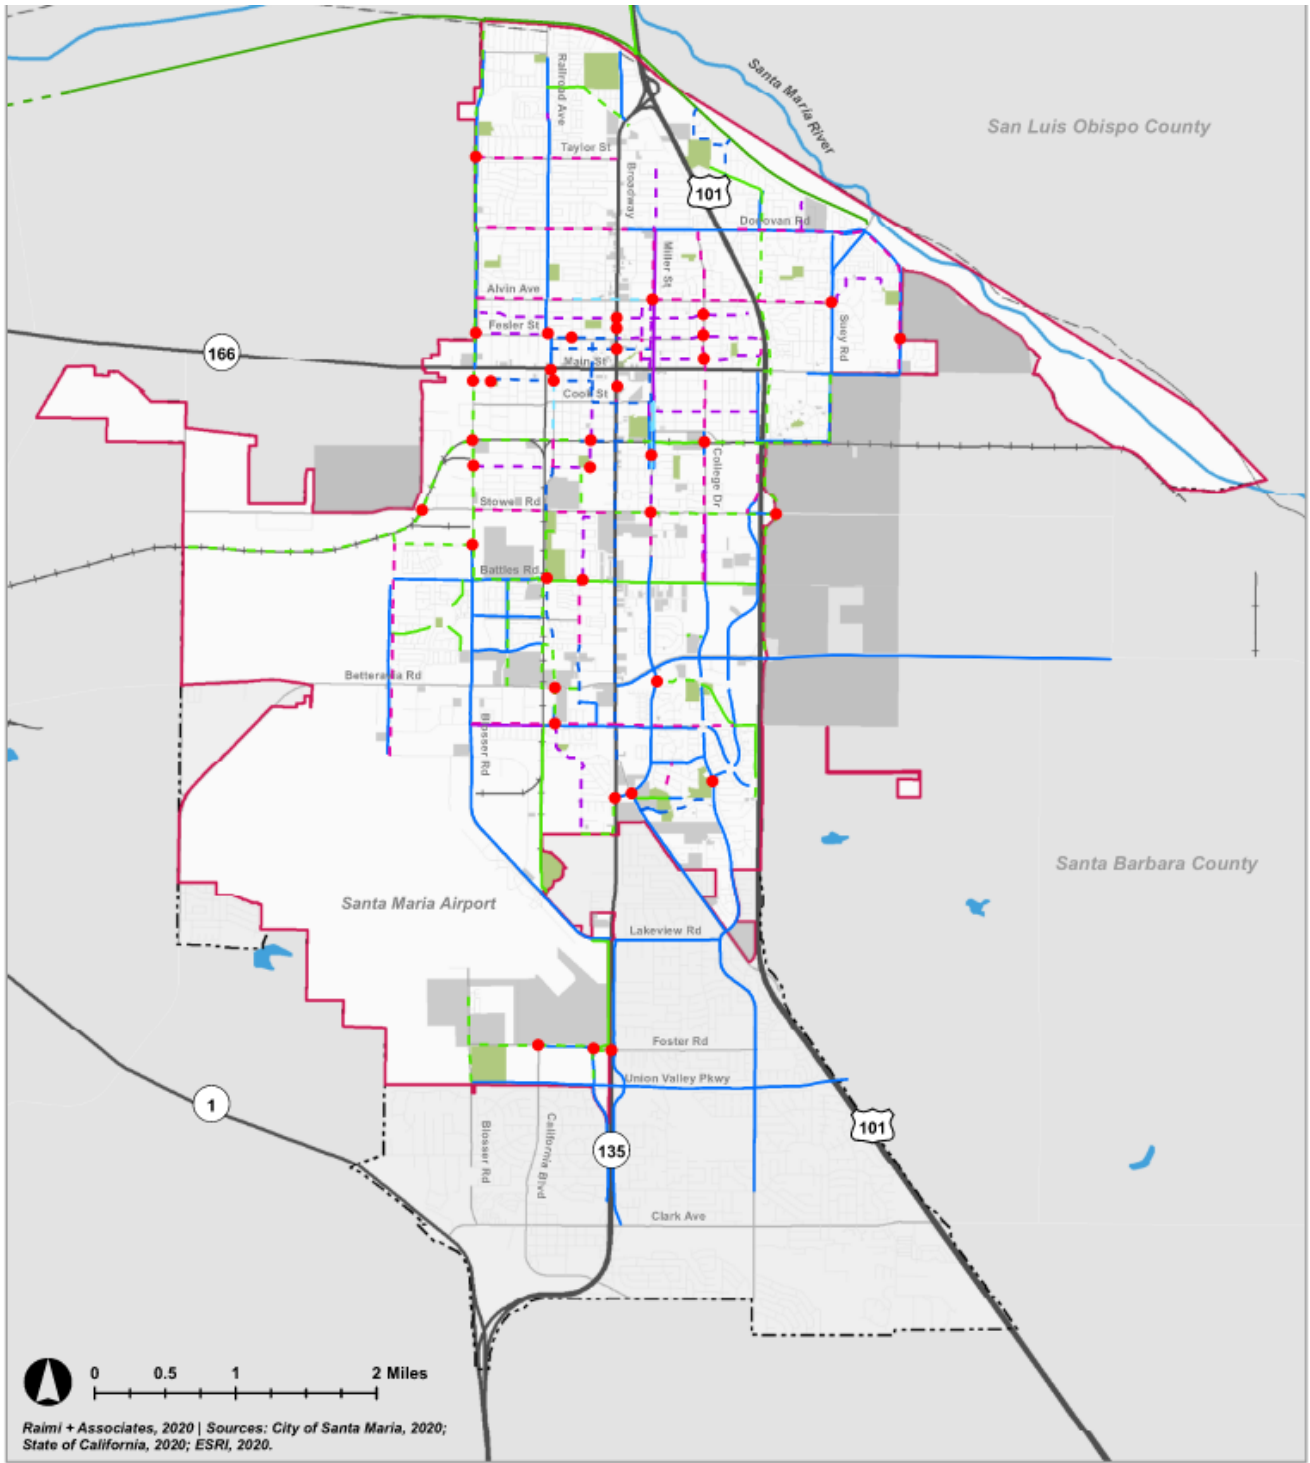 Santa Maria River
San Luis Obispo County
Railroad Ave
Taylor St
Broadway
101
Donovan Rd
Miller St
Alvin Ave
Fesler St
Suey Rd
166
Main St
Cook St
College Dr
Stowell Rd
Battles Rd
Betteravia Rd
Blosser Rd
Santa Barbara County
Santa Maria Airport
Lakeview Rd
Foster Rd
Union Valley Pkwy
1
101
Blosser Rd
California Blvd
135
Clark Ave
0 0.5 1 2 Miles
Raimi + Associates, 2020 | Sources: City of Santa Maria, 2020;
State of California, 2020; ESRI, 2020.